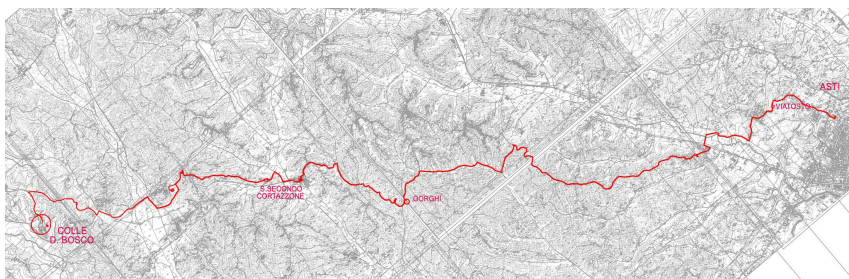 ASTI
VIATOSTO
S.SECONDO
CORTAZZONE
GORGHI
COLLE
D. BOSCO